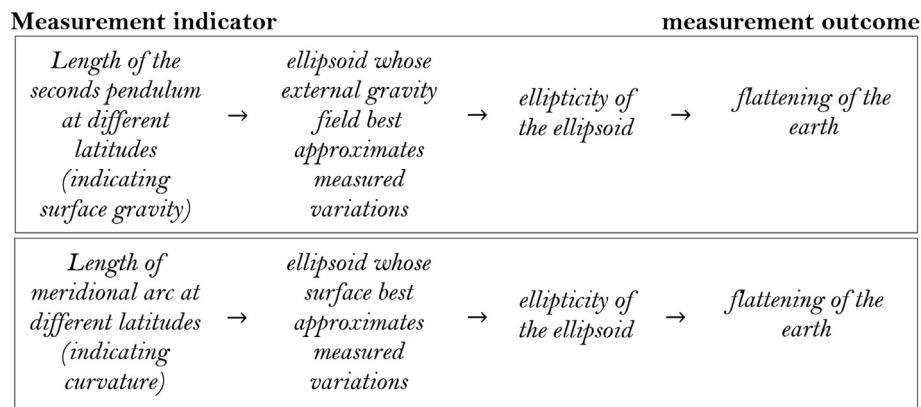 Measurement indicator measurement outcome
Length of the
seconds pendulum
at different
latitudes
(indicating
surface gravity)
→
ellipsoid whose
external gravity
field best
approximates
measured
variations
→
ellipticity of
the ellipsoid
→
flattening of the
earth
Length of
meridional arc at
different latitudes
(indicating
curvature)
→
ellipsoid whose
surface best
approximates
measured
variations
→
ellipticity of
the ellipsoid
→
flattening of the
earth